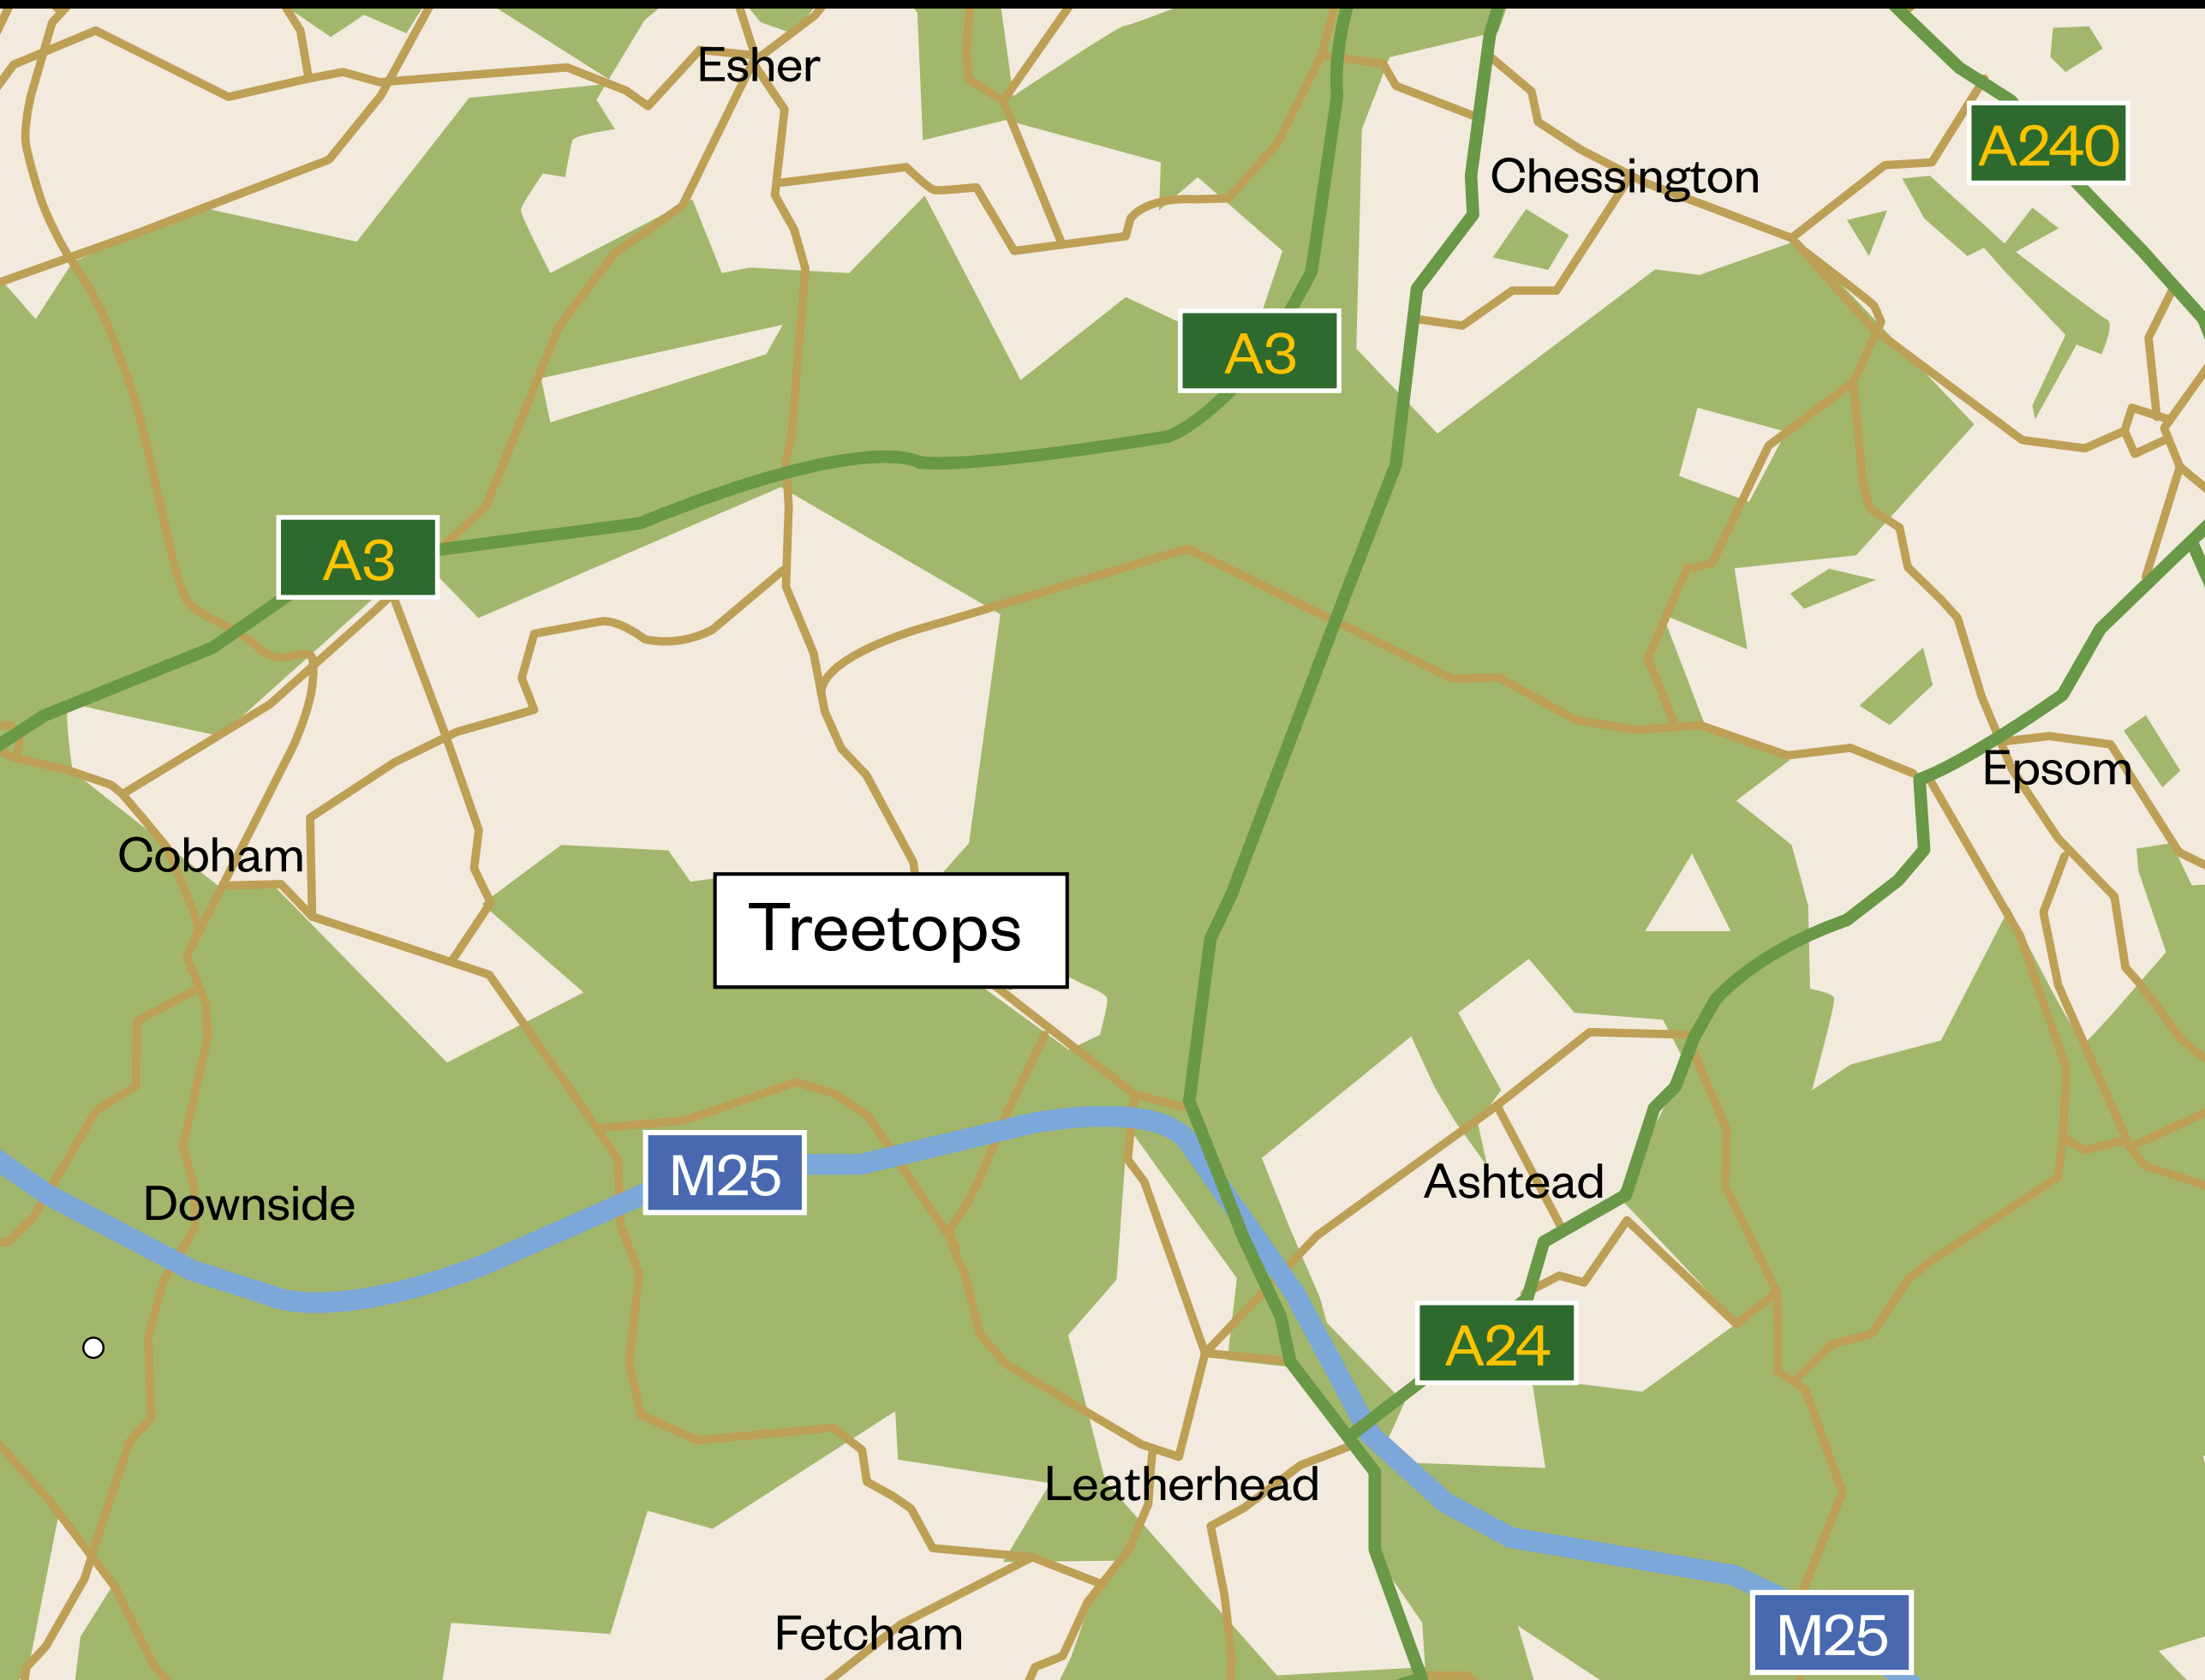 Esher
A240
Chessington
A3
A3
Epsom
Cobham
Treetops
M25
Ashtead
Downside
A24
Leatherhead
Fetcham
M25